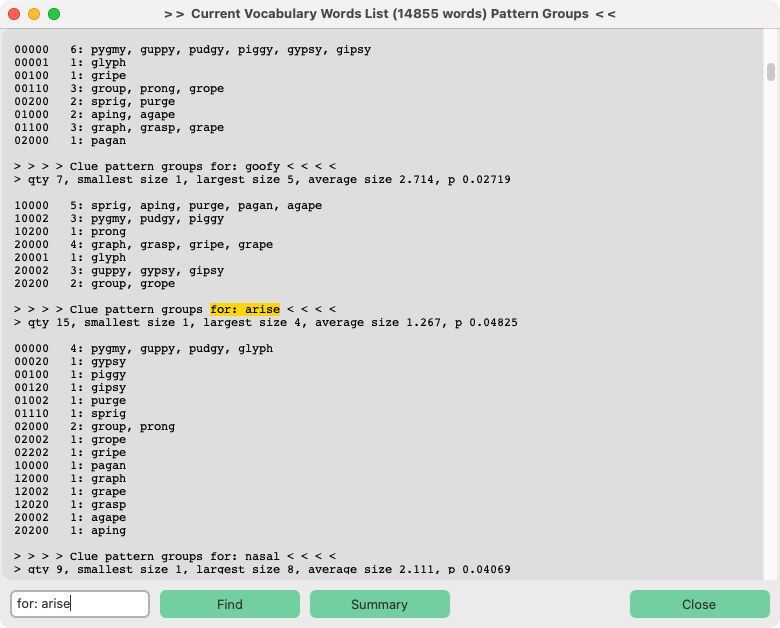 >> Current Vocabulary Words List (14855 words) Pattern Groups <<
00000 6: pygmy, guppy, pudgy, piggy, gypsy, gipsy
00001 1: glyph
00100 1: gripe
00110 3: group, prong, grope
00200 2: sprig, purge
01000 2: aping, agape
01100 3: graph, grasp, grape
02000 1: pagan
> > > > Clue pattern groups for: goofy < < < <
> qty 7, smallest size 1, largest size 5, average size 2.714, p 0.02719
10000 5: sprig, aping, purge, pagan, agape
10002 3: pygmy, pudgy, piggy
10200 1: prong
20000 4: graph, grasp, gripe, grape
20001 1: glyph
20002 3: guppy, gypsy, gipsy
20200 2: group, grope
> > > > Clue pattern groups for: arise < < < <
> qty 15, smallest size 1, largest size 4, average size 1.267, p 0.04825
00000 4: pygmy, guppy, pudgy, glyph
00020 1: gypsy
00100 1: piggy
00120 1: gipsy
01002 1: purge
01110 1: sprig
02000 2: group, prong
02002 1: grope
02202 1: gripe
10000 1: pagan
12000 1: graph
12002 1: grape
12020 1: grasp
20002 1: agape
20200 1: aping
> > > > Clue pattern groups for: nasal < < < <
> qty 9, smallest size 1, largest size 8, average size 2.111, p 0.04069
for: arise
Find
Summary
Close